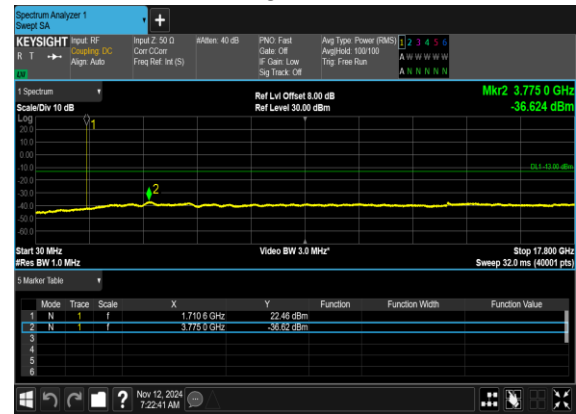 Spectrum Analyzer 1
Swept SA
KEYSIGHT Input: RF Input Z: 50 Ω #Atten: 40 dB PNO: Fast Avg Type: Power (RMS) 1 2 3 4 5 6
R T Coupling: DC Corr CCorr Gate: Off Avg|Hold: 100/100 A W W W W W
Align: Auto Freq Ref: Int (S) IF Gain: Low Trig: Free Run
Sig Track: Off A N N N N N
1 Spectrum Ref Lvl Offset 8.00 dB Mkr2 3.775 0 GHz
Scale/Div 10 dB Ref Level 30.00 dBm -36.624 dBm
Log
20.0
10.0
0.00
-10.0
-20.0
-30.0
-40.0
-50.0
-60.0
1
2
DL1 -13.00 dBm
Start 30 MHz Video BW 3.0 MHz* Stop 17.800 GHz
#Res BW 1.0 MHz Sweep 32.0 ms (40001 pts)
5 Marker Table
Mode Trace Scale X Y Function Function Width Function Value
1 N 1 f 1.710 6 GHz 22.46 dBm
2 N 1 f 3.775 0 GHz -36.62 dBm
3
4
5
6
? Nov 12, 2024
7:22:41 AM